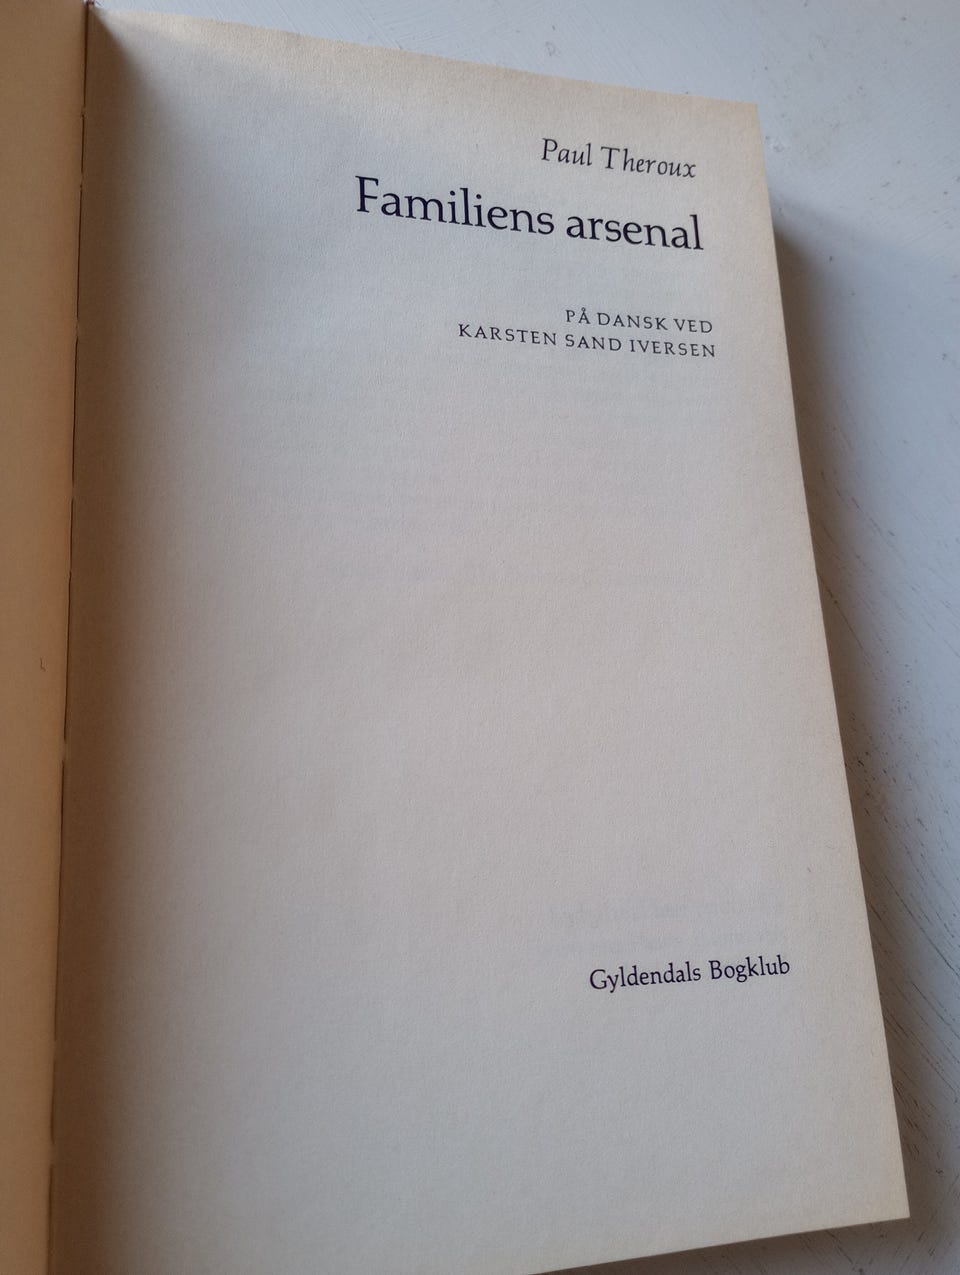 Paul Theroux
Familiens arsenal
PÅ DANSK VED
KARSTEN SAND IVERSEN
Gyldendals Bogklub